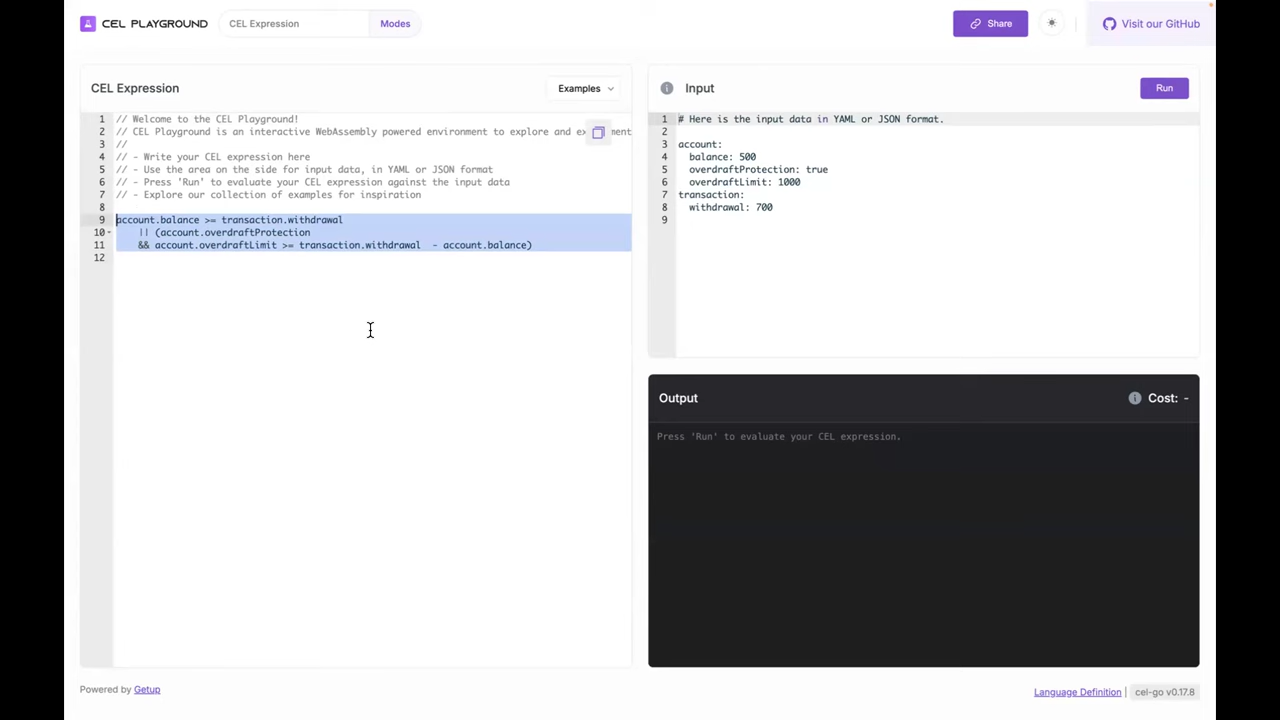 CEL PLAYGROUND
CEL Expression
Modes
Share
Visit our GitHub
CEL Expression
Examples
1 // Welcome to the CEL Playground!
2 // CEL Playground is an interactive WebAssembly powered environment to explore and ex ment
3 //
4 // - Write your CEL expression here
5 // - Use the area on the side for input data, in YAML or JSON format
6 // - Press 'Run' to evaluate your CEL expression against the input data
7 // - Explore our collection of examples for inspiration
8
9 account.balance >= transaction.withdrawal
10 || (account.overdraftProtection
11 && account.overdraftLimit >= transaction.withdrawal  - account.balance)
12
Input
Run
1 # Here is the input data in YAML or JSON format.
2
3 account:
4 balance: 500
5 overdraftProtection: true
6 overdraftLimit: 1000
7 transaction:
8 withdrawal: 700
9
Output
Cost: -
Press 'Run' to evaluate your CEL expression.
Powered by Getup
Language Definition | cel-go v0.17.8